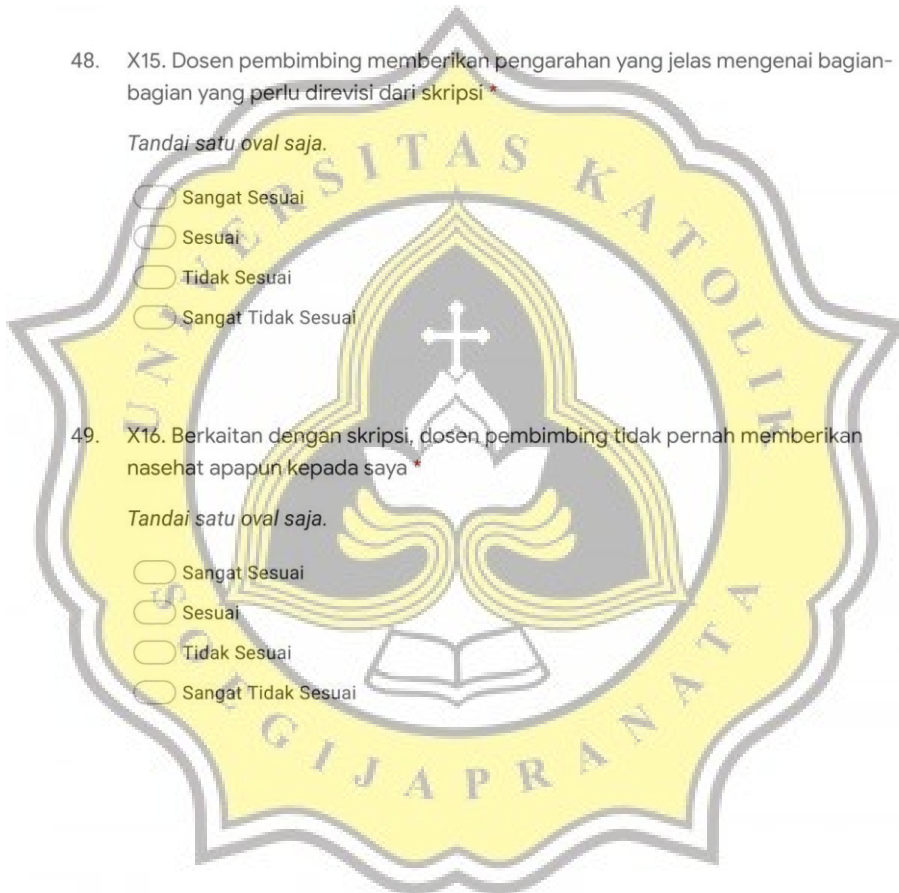 48. X15. Dosen pembimbing memberikan pengarahan yang jelas mengenai bagian-
bagian yang perlu direvisi dari skripsi *
Tandai satu oval saja.
Sangat Sesuai
Sesuai
Tidak Sesuai
Sangat Tidak Sesuai
49. X16. Berkaitan dengan skripsi, dosen pembimbing tidak pernah memberikan
nasehat apapun kepada saya *
Tandai satu oval saja.
Sangat Sesuai
Sesuai
Tidak Sesuai
Sangat Tidak Sesuai
UNIVERSITAS KATOLIK
SOEGIJAPRANATA